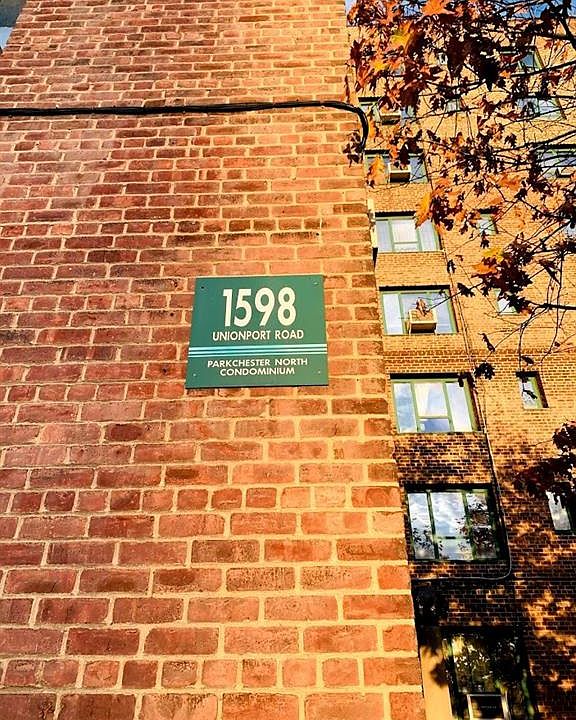 1598
UNIONPORT ROAD
PARKCHESTER NORTH
CONDOMINIUM